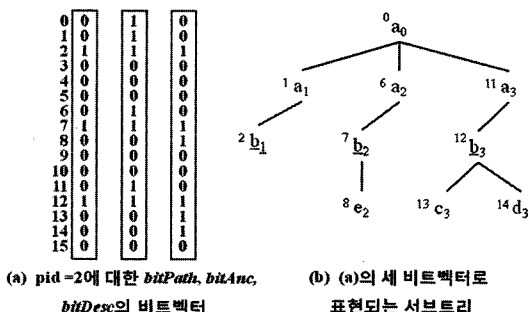 0 0 1 0
1 0 1 0
2 1 1 1
3 0 0 0
4 0 0 0
5 0 0 0
6 0 1 0
7 1 1 1
8 0 0 1
9 0 0 0
10 0 0 0
11 0 1 0
12 1 1 1
13 0 0 1
14 0 0 1
15 0 0 0
(a) pid =20에 대한 bitPath, bitAnc,
bitDesc의 비트벡터
0 a0
1 a1 6 a2 11 a3
2 b1 7 b2 12 b3
8 e2 13 c3 14 d3
(b) (a)의 세 비트벡터로
표현되는 서브트리